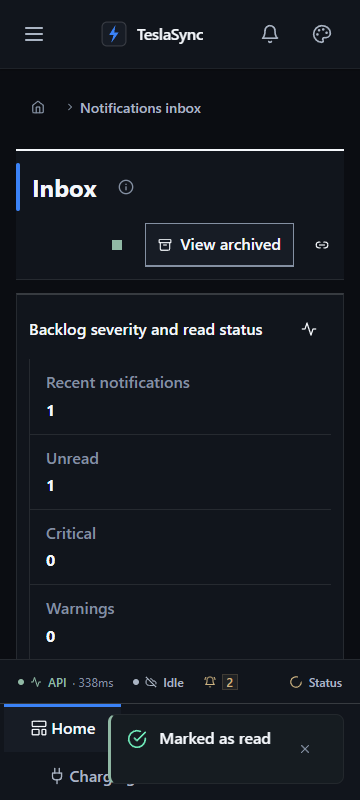 TeslaSync
Notifications inbox
Inbox
View archived
Backlog severity and read status
Recent notifications
1
Unread
1
Critical
0
Warnings
0
API · 338ms Idle 2 Status
Home
Marked as read